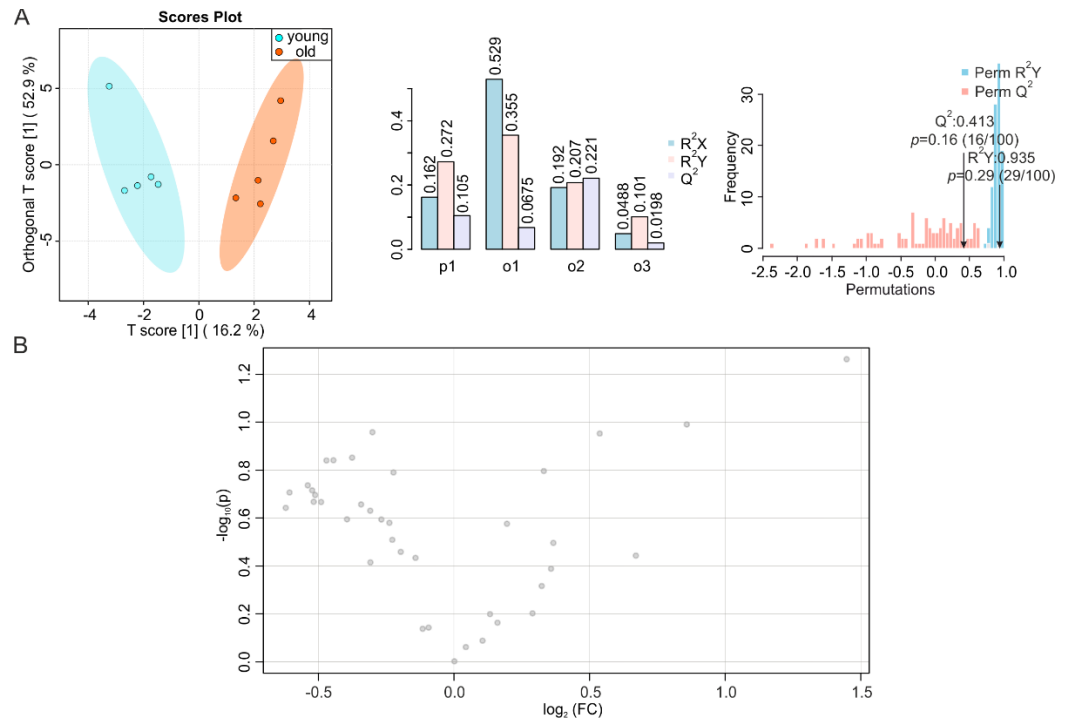 A
Scores Plot
young
old
Orthogonal T score [1] ( 52.9 %)
5
0
-5
-4 -2 0 2 4
T score [1] ( 16.2 %)
0.0 0.2 0.4
0.162 0.272 0.105
0.529 0.355 0.0675
0.192 0.207 0.221
0.0488 0.101 0.0198
p1 o1 o2 o3
R²X
R²Y
Q²
Perm R²Y
Perm Q²
Q²:0.413
p=0.16 (16/100)
R²Y:0.935
p=0.29 (29/100)
Frequency
0 10 20 30
-2.5 -2.0 -1.5 -1.0 -0.5 0.0 0.5 1.0
Permutations
B
-log₁₀(p)
1.2
1.0
0.8
0.6
0.4
0.2
0.0
-0.5 0.0 0.5 1.0 1.5
log₂ (FC)